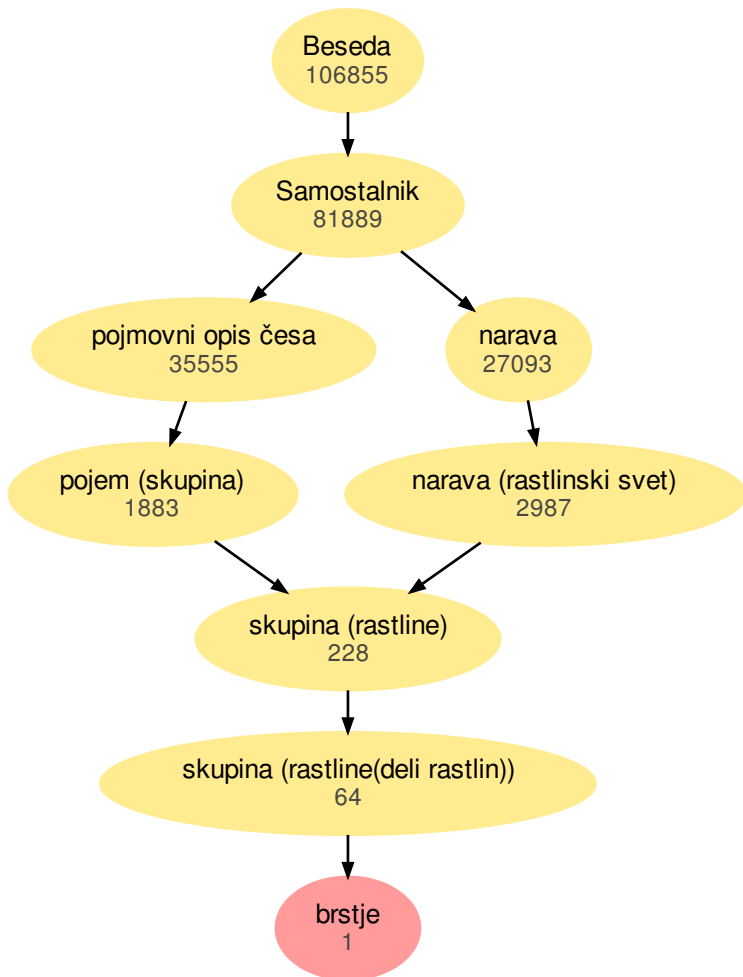 Beseda
106855
Samostalnik
81889
pojmovni opis česa
35555
narava
27093
pojem (skupina)
1883
narava (rastlinski svet)
2987
skupina (rastline)
228
skupina (rastline(deli rastlin))
64
brstje
1